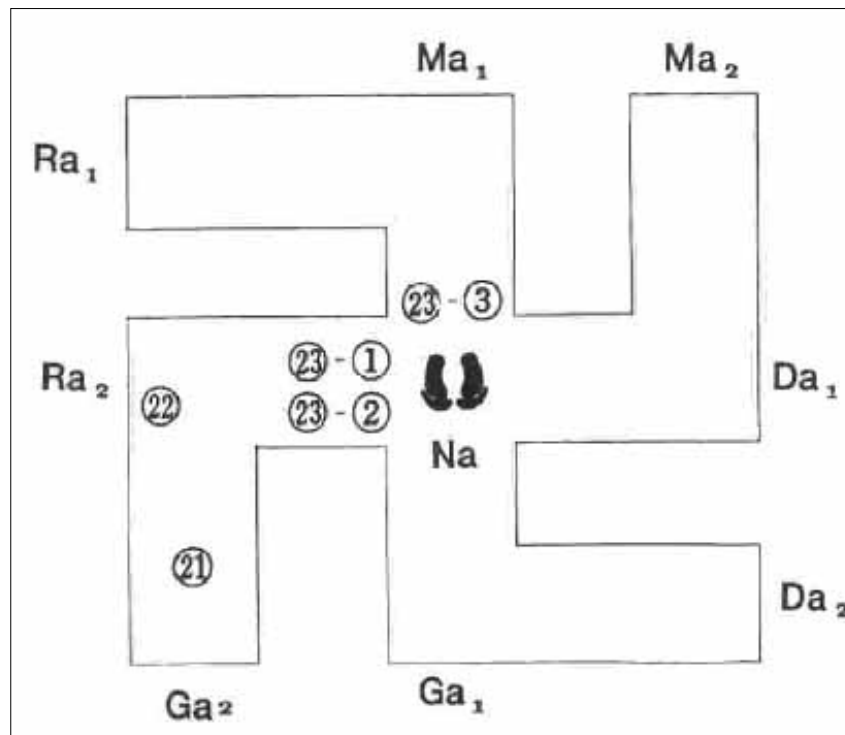 Ma₁ Ma₂
Ra₁
㉓-③
㉓-①
Ra₂ ㉒ Da₁
㉓-②
Na
㉑
Da₂
Ga₂ Ga₁